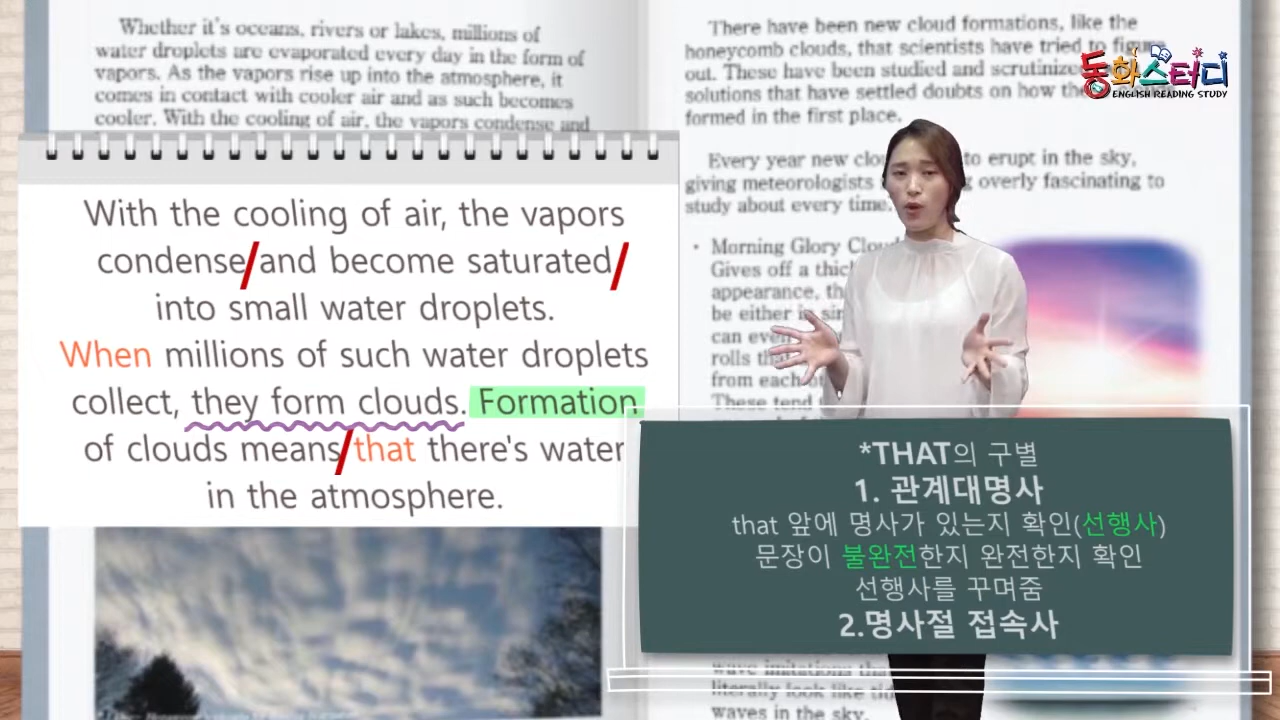 Whether it's oceans, rivers or lakes, millions of
water droplets are evaporated every day in the form of
vapors. As the vapors rise up into the atmosphere, it
comes in contact with cooler air and as such becomes
cooler. With the cooling of air, the vapors condense and
With the cooling of air, the vapors
condense/and become saturated/
into small water droplets.
When millions of such water droplets
collect, they form clouds. Formation
of clouds means/that there's water
in the atmosphere.
There have been new cloud formations, like the
honeycomb clouds, that scientists have tried to figure
out. These have been studied and
solutions that have settled doubts on how
formed in the first place.
동화스터디
ENGLISH READING STUDY
Every year new to erupt in the sky,
giving meteorologists overly fascinating to
study about every time.
• Morning Glory
Gives off a
appearance,
be either
can
rolls
from
These tend
*THAT의 구별
1. 관계대명사
that 앞에 명사가 있는지 확인(선행사)
문장이 불완전한지 완전한지 확인
선행사를 꾸며줌
2.명사절 접속사
wave imitations
literally look like
waves in the sky.